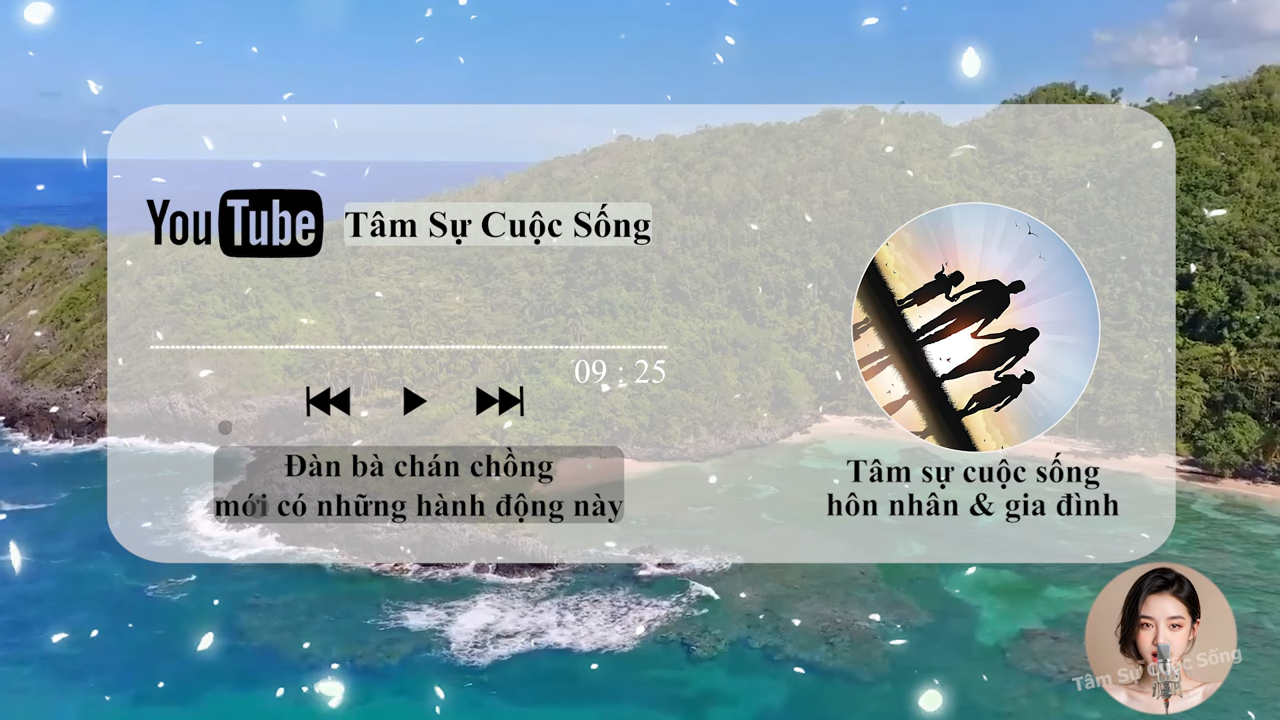 YouTube Tâm Sự Cuộc Sống
09 : 25
Đàn bà chán chồng
mới có những hành động này
Tâm sự cuộc sống
hôn nhân & gia đình
Tâm Sự Cuộc Sống